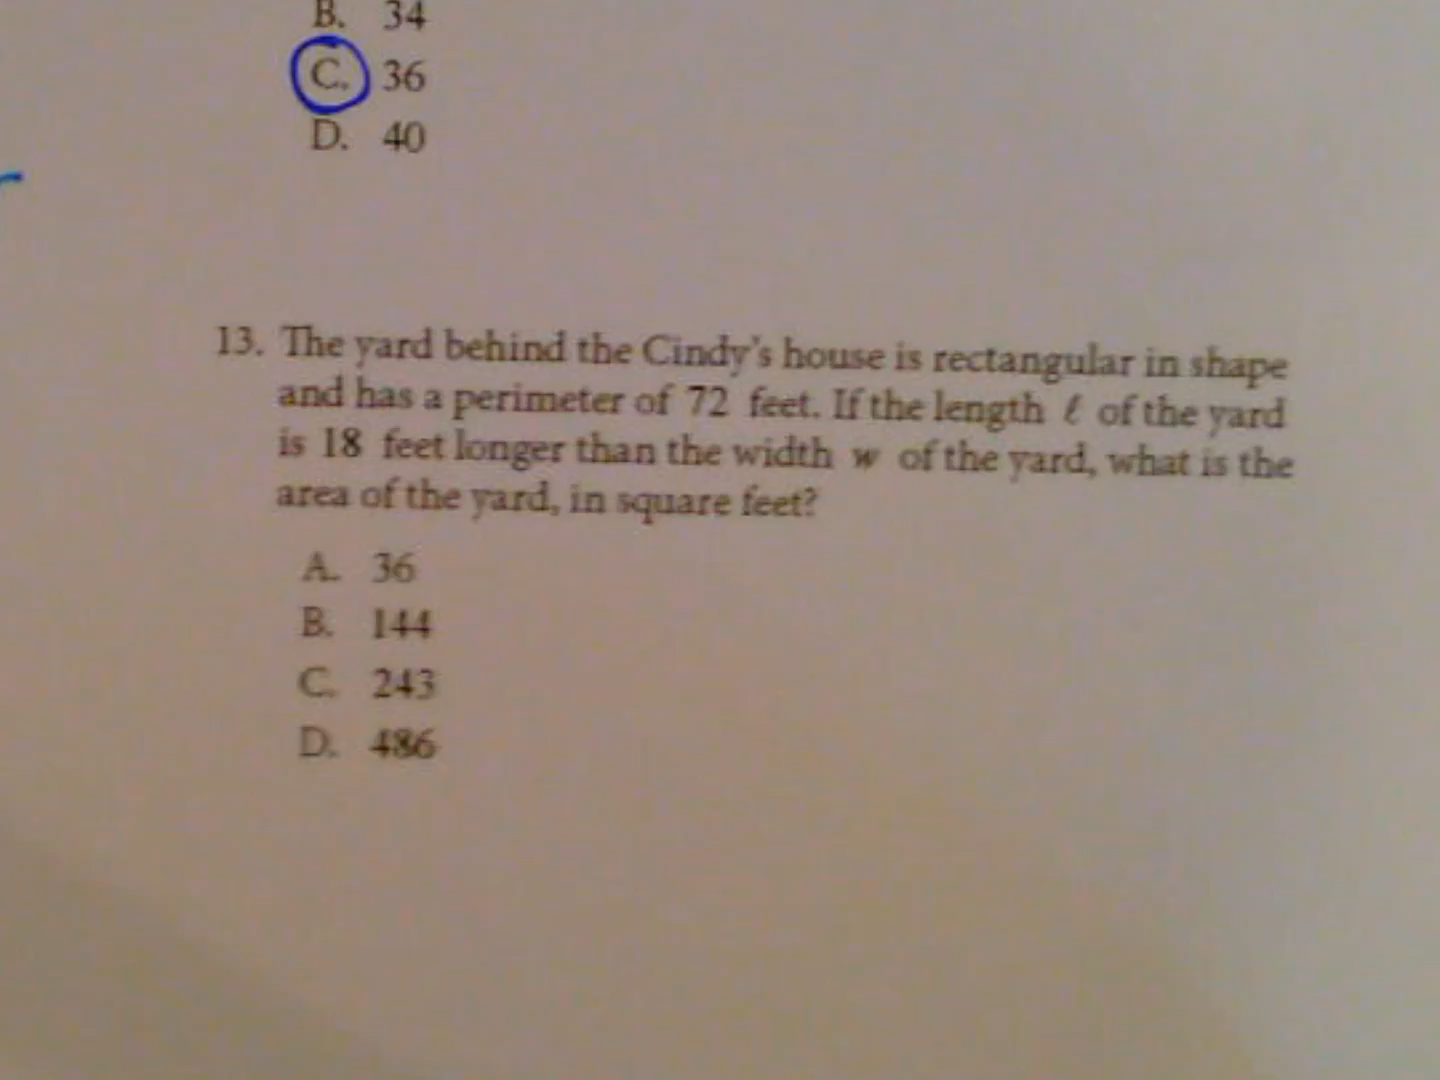 B. 34
C. 36
D. 40
13. The yard behind the Cindy's house is rectangular in shape
and has a perimeter of 72 feet. If the length ℓ of the yard
is 18 feet longer than the width w of the yard, what is the
area of the yard, in square feet?
A. 36
B. 144
C. 243
D. 486